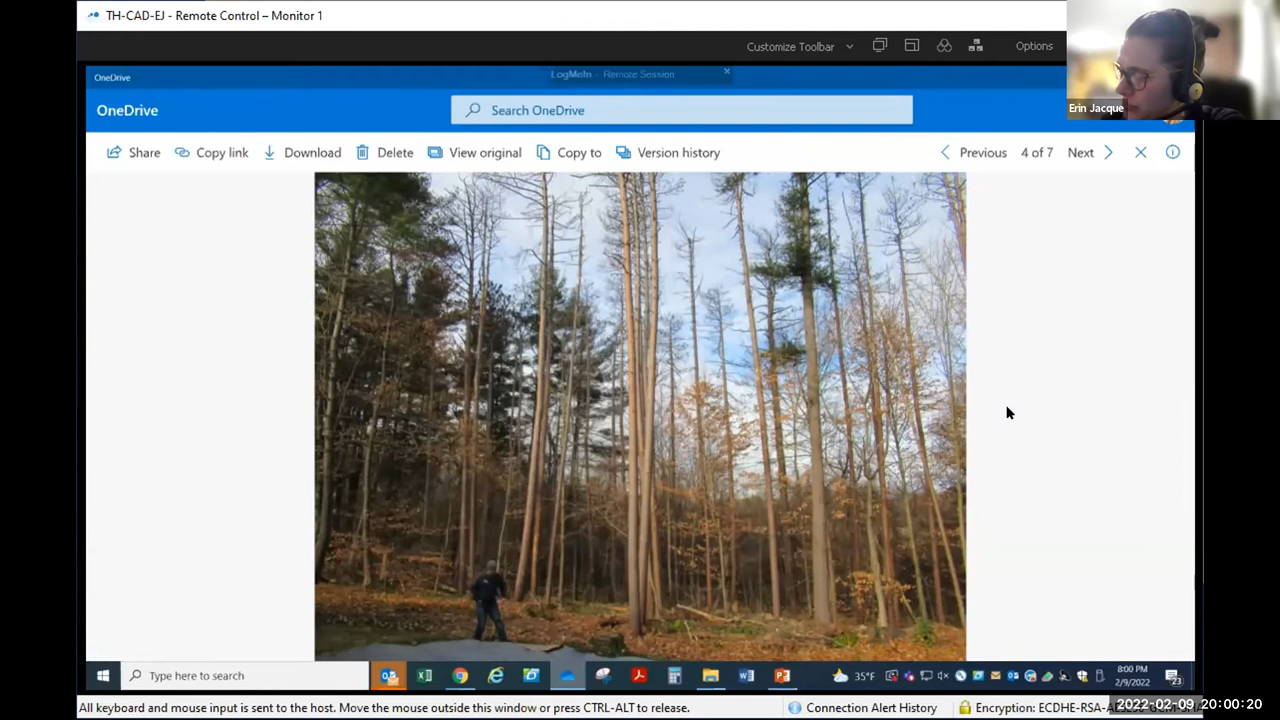 TH-CAD-EJ - Remote Control – Monitor 1
Customize Toolbar
Options
OneDrive
LogMeIn - Remote Session
OneDrive
Search OneDrive
Erin Jacque
Share
Copy link
Download
Delete
View original
Copy to
Version history
Previous
4 of 7
Next
Type here to search
35°F
8:00 PM
2/9/2022
23
All keyboard and mouse input is sent to the host. Move the mouse outside this window or press CTRL-ALT to release.
Connection Alert History
Encryption:
2022-02-09 20:00:20